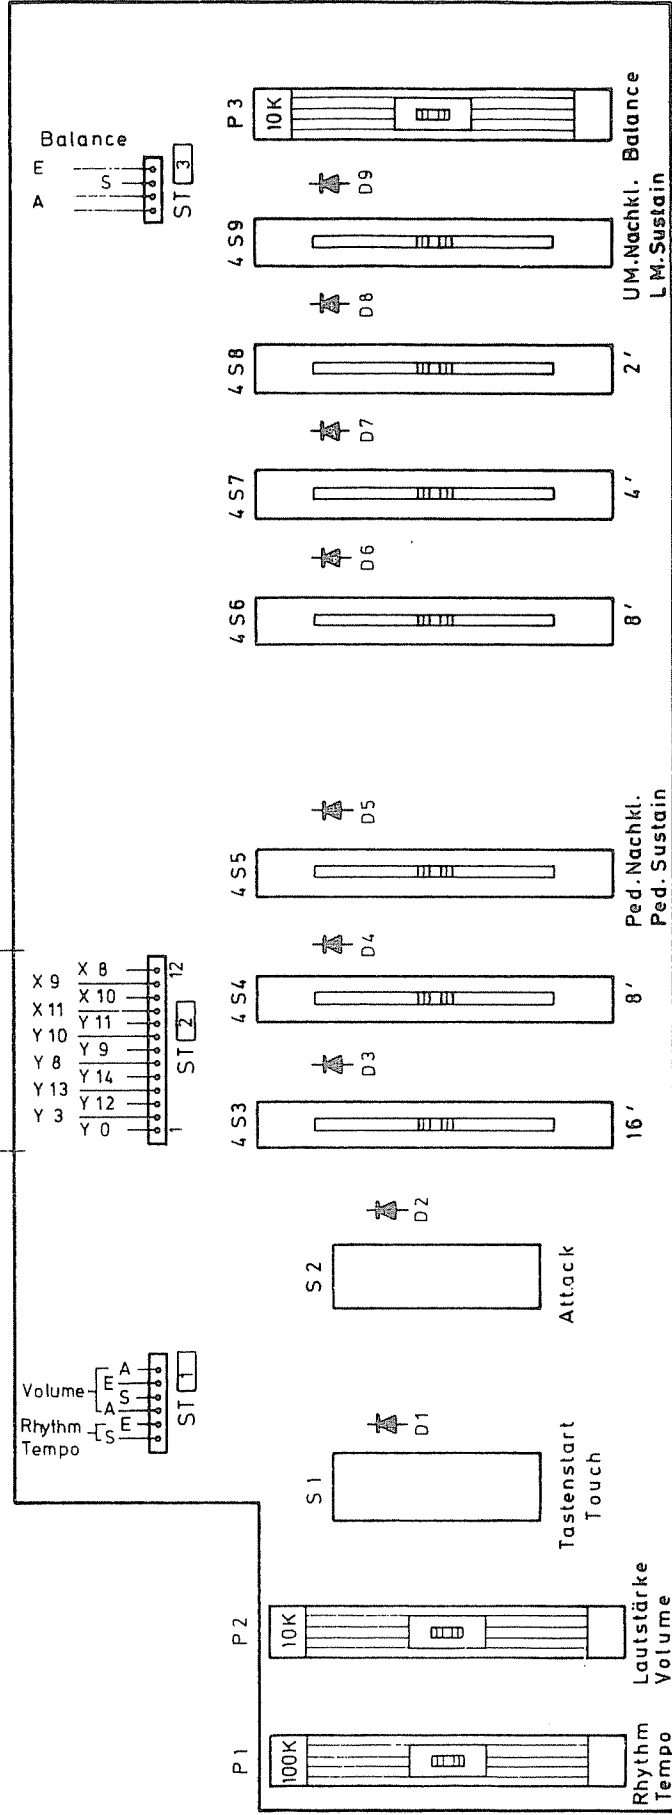 Volume
A
E
S
A
Rhythm
Tempo
E
S
ST 1
X 9
X 8
X 11
X 10
Y 10
Y 11
Y 8
Y 9
Y 13
Y 14
Y 3
Y 12
Y 0
1
12
ST 2
Balance
E
S
A
ST 3
P1
100K
Rhythm
Tempo
P2
10K
Lautstärke
Volume
S1
D1
Tastenstart
Touch
S2
D2
Attack
4 S3
D3
16'
4 S4
D4
8'
4 S5
D5
Ped. Nachkl.
Ped. Sustain
4 S6
D6
8'
4 S7
D7
4'
4 S8
D8
2'
4 S9
D9
UM.Nachkl.
LM.Sustain
P3
10K
Balance